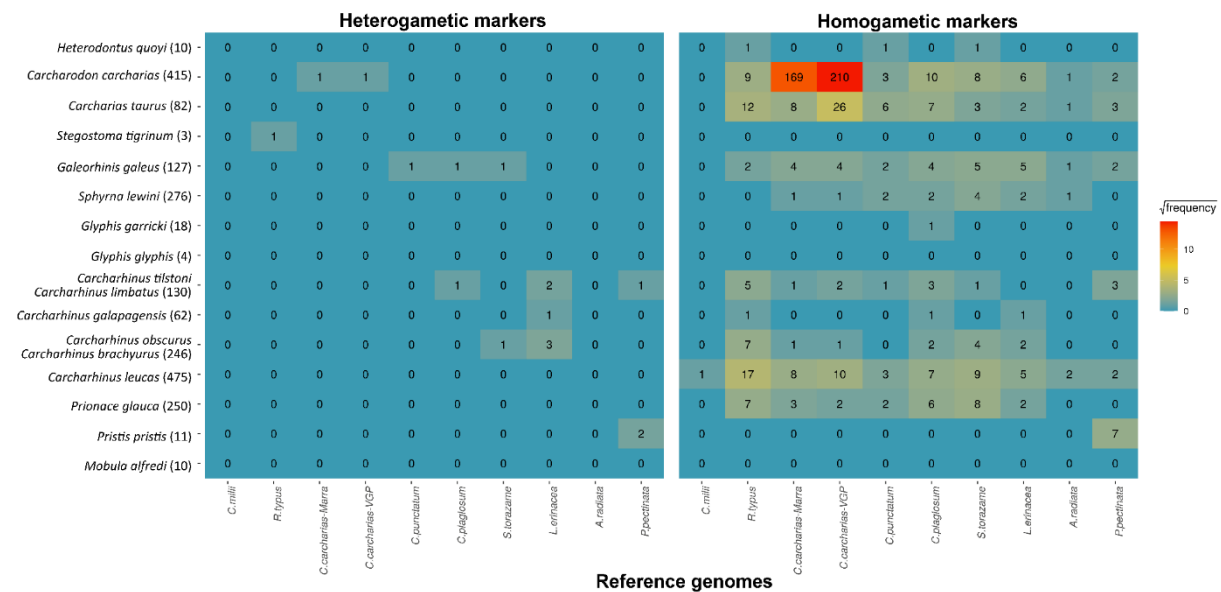 Heterogametic markers Homogametic markers
Heterodontus quoyi (10) 0 0 0 0 0 0 0 0 0 0 0 1 0 0 1 0 1 0 0 0
Carcharodon carcharias (415) 0 0 1 1 0 0 0 0 0 0 0 9 169 210 3 10 8 6 1 2
Carcharias taurus (82) 0 0 0 0 0 0 0 0 0 0 0 12 8 26 6 7 3 2 1 3
Stegostoma tigrinum (3) 0 1 0 0 0 0 0 0 0 0 0 0 0 0 0 0 0 0 0 0
Galeorhinis galeus (127) 0 0 0 0 1 1 1 0 0 0 0 2 4 4 2 4 5 5 1 2
Sphyrna lewini (276) 0 0 0 0 0 0 0 0 0 0 0 0 1 1 2 2 4 2 1 0
Glyphis garricki (18) 0 0 0 0 0 0 0 0 0 0 0 0 0 0 0 1 0 0 0 0
Glyphis glyphis (4) 0 0 0 0 0 0 0 0 0 0 0 0 0 0 0 0 0 0 0 0
Carcharhinus tilstoni
Carcharhinus limbatus (130) 0 0 0 0 0 1 0 2 0 1 0 5 1 2 1 3 1 0 0 3
Carcharhinus galapagensis (62) 0 0 0 0 0 0 0 1 0 0 0 1 0 0 0 1 0 1 0 0
Carcharhinus obscurus
Carcharhinus brachyurus (246) 0 0 0 0 0 0 1 3 0 0 0 7 1 1 0 2 4 2 0 0
Carcharhinus leucas (475) 0 0 0 0 0 0 0 0 0 0 1 17 8 10 3 7 9 5 2 2
Prionace glauca (250) 0 0 0 0 0 0 0 0 0 0 0 7 3 2 2 6 8 2 0 0
Pristis pristis (11) 0 0 0 0 0 0 0 0 0 2 0 0 0 0 0 0 0 0 0 7
Mobula alfredi (10) 0 0 0 0 0 0 0 0 0 0 0 0 0 0 0 0 0 0 0 0
√frequency
10
5
0
C.milii R.typus C.carcharias-Marra C.carcharias-VGP C.punctatum C.plagiosum S.torazame L.erinacea A.radiata P.pectinata C.milii R.typus C.carcharias-Marra C.carcharias-VGP C.punctatum C.plagiosum S.torazame L.erinacea A.radiata P.pectinata
Reference genomes